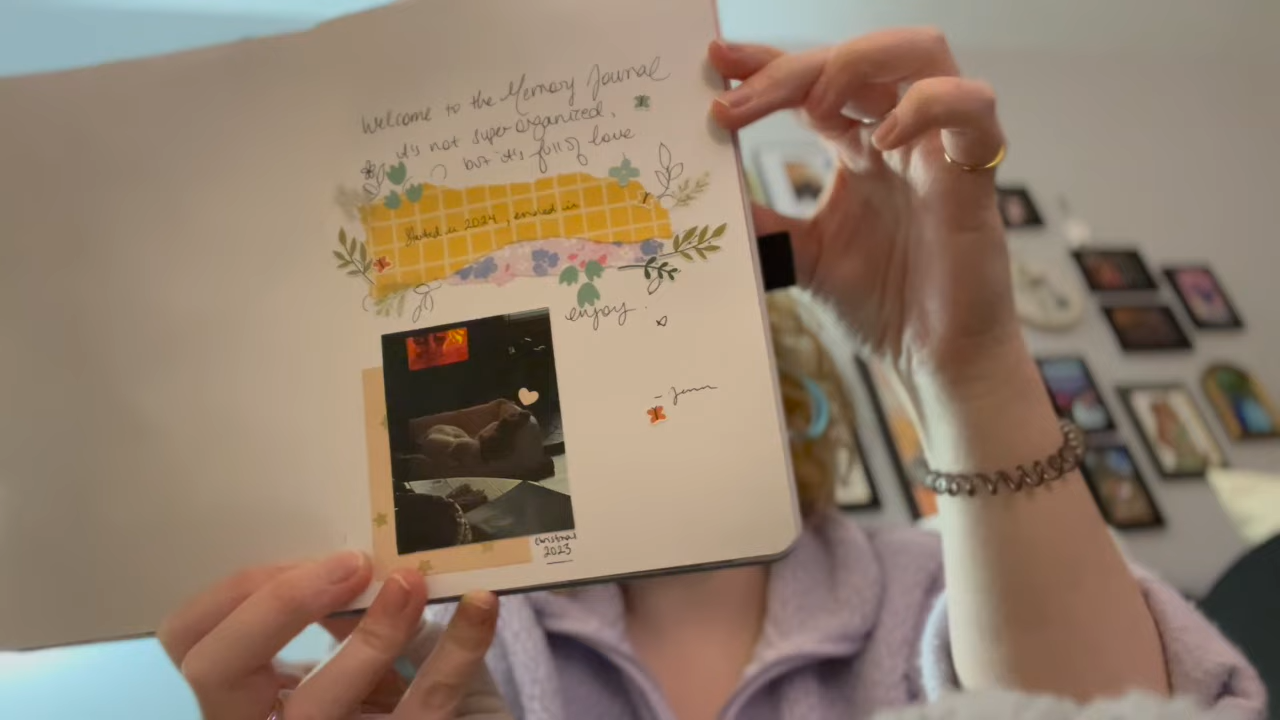 Welcome to the Memory Journal
it's not super organized,
but it's full of love
Started in 2024, ended in
enjoy.
- Jenn
christmas
2023